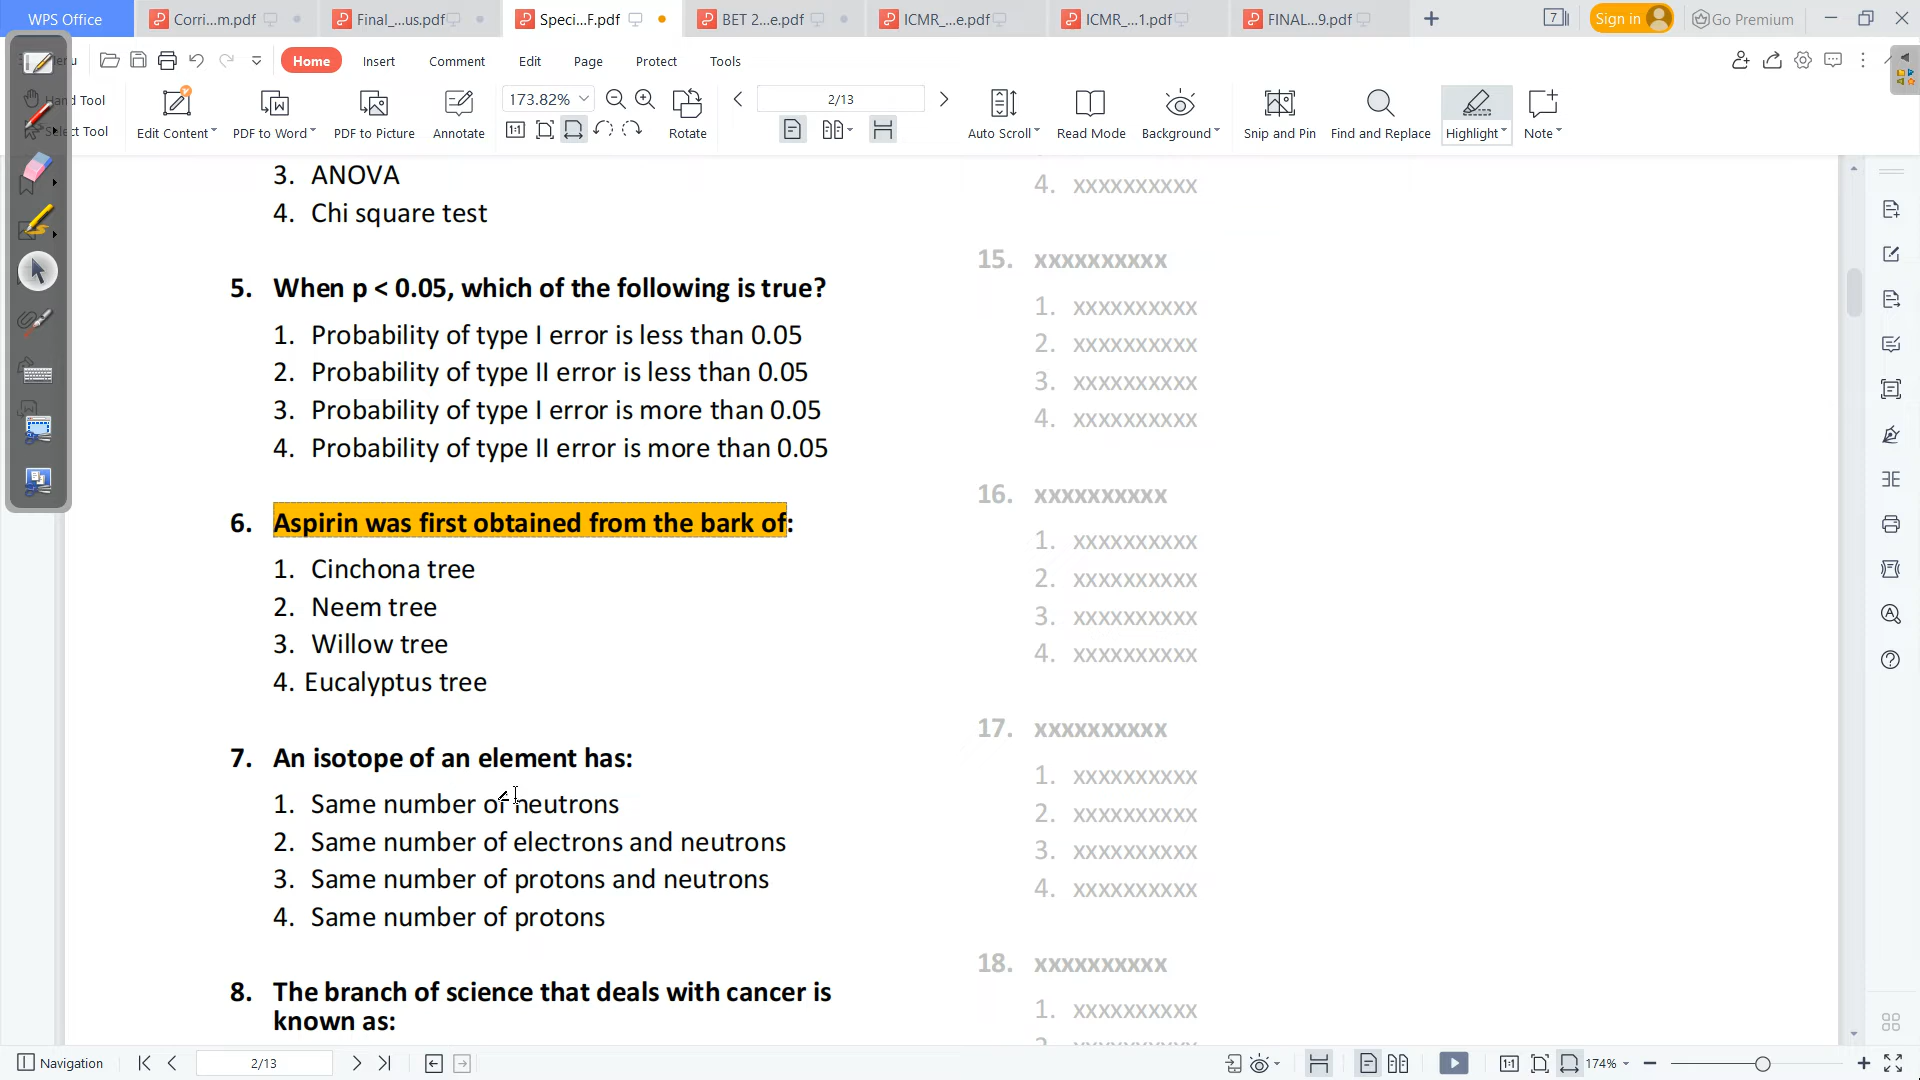 WPS Office
Corri...m.pdf
Final_...us.pdf
Speci...F.pdf
BET 2...e.pdf
ICMR_...e.pdf
ICMR_...1.pdf
FINAL...9.pdf
7
Sign in
Go Premium
Home
Insert
Comment
Edit
Page
Protect
Tools
Edit Content
PDF to Word
PDF to Picture
Annotate
173.82%
Rotate
2/13
Auto Scroll
Read Mode
Background
Snip and Pin
Find and Replace
Highlight
Note
3. ANOVA
4. Chi square test
5. When p < 0.05, which of the following is true?
1. Probability of type I error is less than 0.05
2. Probability of type II error is less than 0.05
3. Probability of type I error is more than 0.05
4. Probability of type II error is more than 0.05
6. Aspirin was first obtained from the bark of:
1. Cinchona tree
2. Neem tree
3. Willow tree
4. Eucalyptus tree
7. An isotope of an element has:
1. Same number of neutrons
2. Same number of electrons and neutrons
3. Same number of protons and neutrons
4. Same number of protons
8. The branch of science that deals with cancer is
known as:
4. xxxxxxxxxx
15. xxxxxxxxxx
1. xxxxxxxxxx
2. xxxxxxxxxx
3. xxxxxxxxxx
4. xxxxxxxxxx
16. xxxxxxxxxx
1. xxxxxxxxxx
2. xxxxxxxxxx
3. xxxxxxxxxx
4. xxxxxxxxxx
17. xxxxxxxxxx
1. xxxxxxxxxx
2. xxxxxxxxxx
3. xxxxxxxxxx
4. xxxxxxxxxx
18. xxxxxxxxxx
1. xxxxxxxxxx
Navigation
2/13
174%